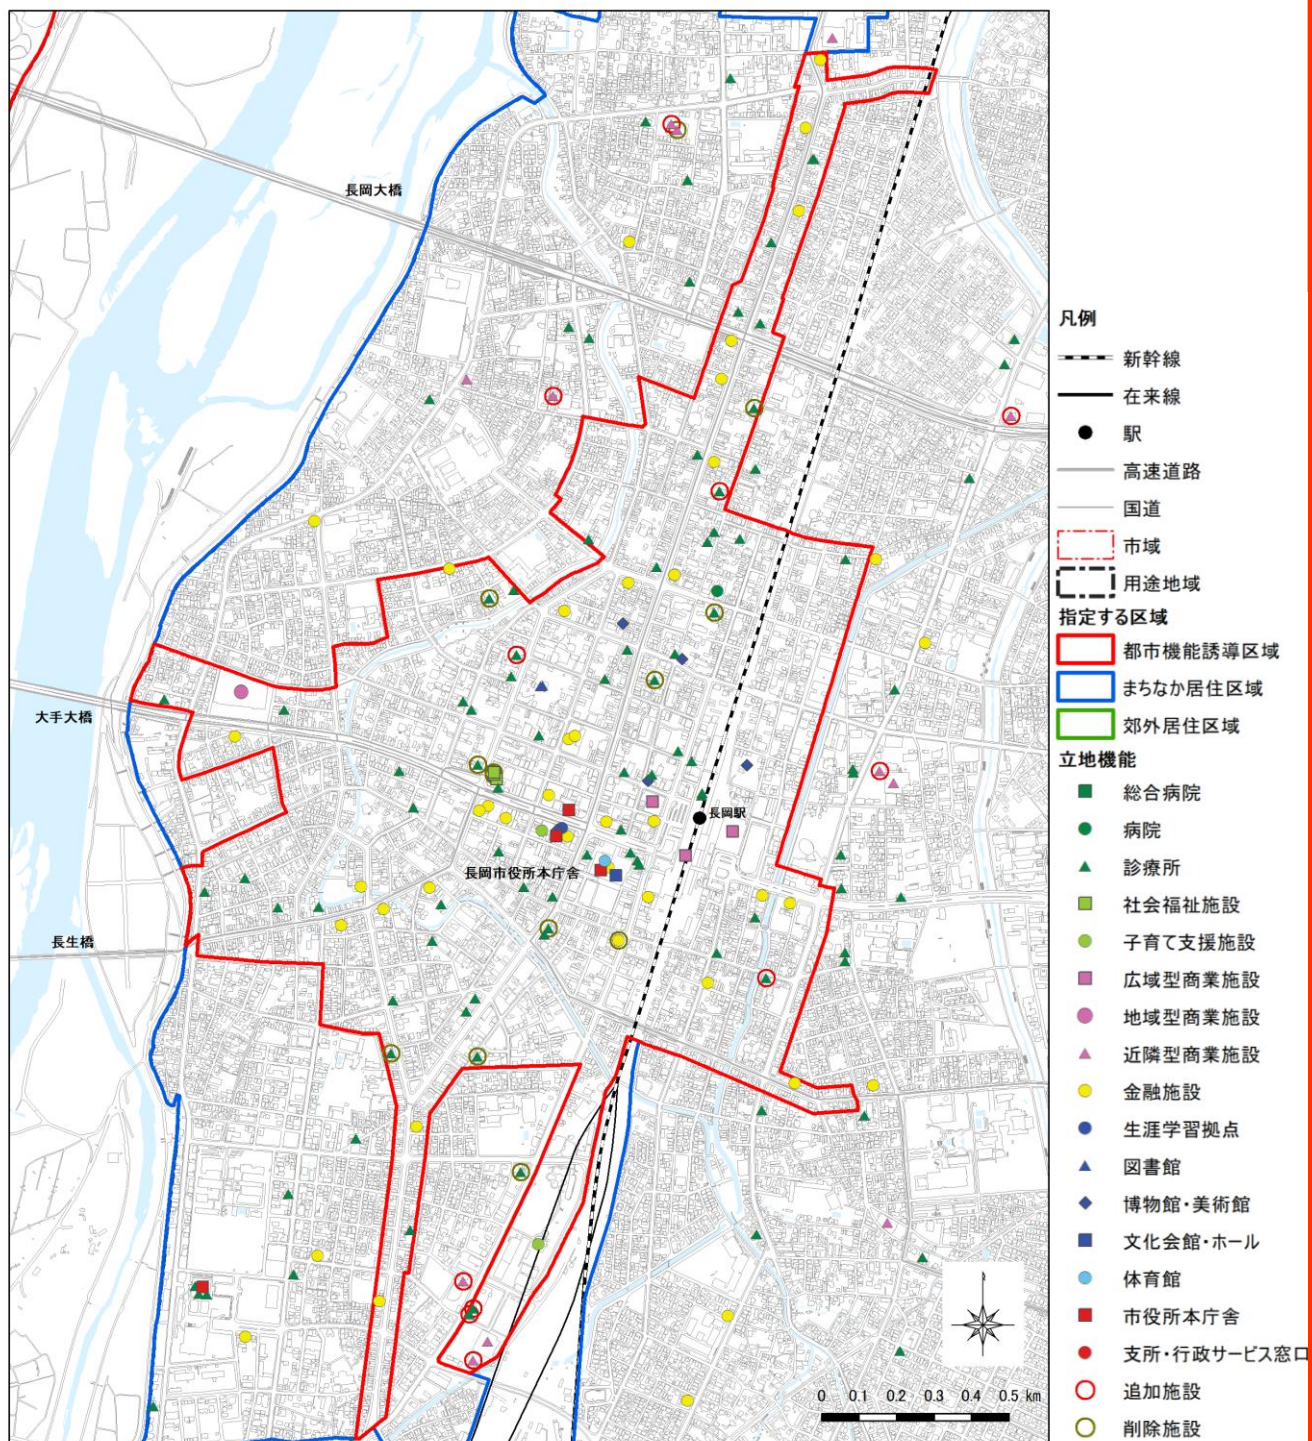 長岡大橋
大手大橋
長岡駅
長岡市役所本庁舎
長生橋
0 0.1 0.2 0.3 0.4 0.5 km
凡例
新幹線
在来線
駅
高速道路
国道
市域
用途地域
指定する区域
都市機能誘導区域
まちなか居住区域
郊外居住区域
立地機能
総合病院
病院
診療所
社会福祉施設
子育て支援施設
広域型商業施設
地域型商業施設
近隣型商業施設
金融施設
生涯学習拠点
図書館
博物館・美術館
文化会館・ホール
体育館
市役所本庁舎
支所・行政サービス窓口
追加施設
削除施設